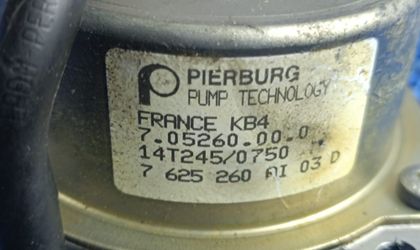 PIERBURG
PUMP TECHNOLOGY
FRANCE KB4
7.05260.00.0
14T245/0750
7 625 260 AI 03 D